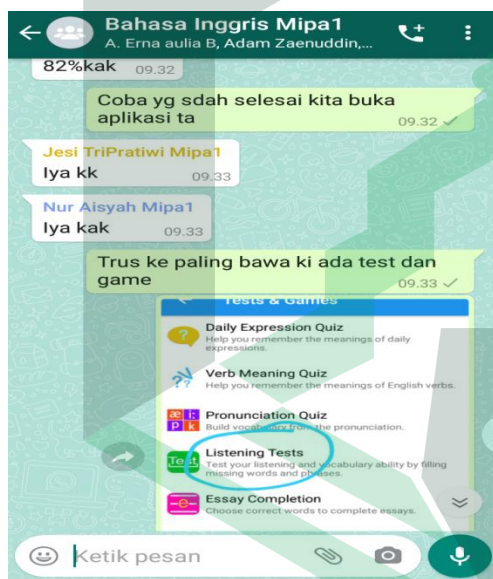 Bahasa Inggris Mipa1
A. Erna aulia B, Adam Zaenuddin,...
82%kak 09.32
Coba yg sdah selesai kita buka
aplikasi ta 09.32
Jesi TriPratiwi Mipa1
Iya kk 09.33
Nur Aisyah Mipa1
Iya kak 09.33
Trus ke paling bawa ki ada test dan
game 09.33
Tests & Games
Daily Expression Quiz
Help you remember the meanings of daily
expressions.
Verb Meaning Quiz
Help you remember the meanings of English verbs.
Pronunciation Quiz
Build vocabulary from the pronunciation.
Listening Tests
Test your listening and vocabulary ability by filling
missing words and phrases.
Essay Completion
Choose correct words to complete essays.
Ketik pesan